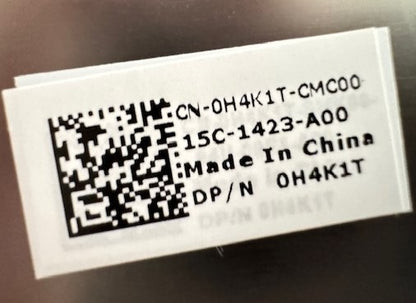 CN-0H4K1T-CMC00
15C-1423-A00
Made In China
DP/N 0H4K1T